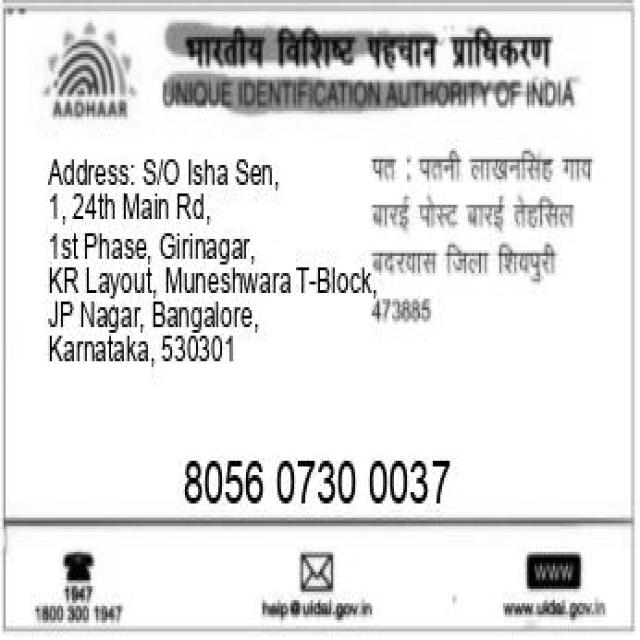 भारतीय विशिष्ट पहचान प्राधिकरण
AADHAAR
UNIQUE IDENTIFICATION AUTHORITY OF INDIA
Address: S/O Isha Sen,
1, 24th Main Rd,
1st Phase, Girinagar,
KR Layout, Muneshwara T-Block,
JP Nagar, Bangalore,
Karnataka, 530301
पत : पतनी लाखनसिंह गाय
बारई पोस्ट बारई तेहसिल
बदरवास जिला शिवपुरी
473885
8056 0730 0037
1947
1800 300 1947
help@uidai.gov.in
www
www.uidai.gov.in